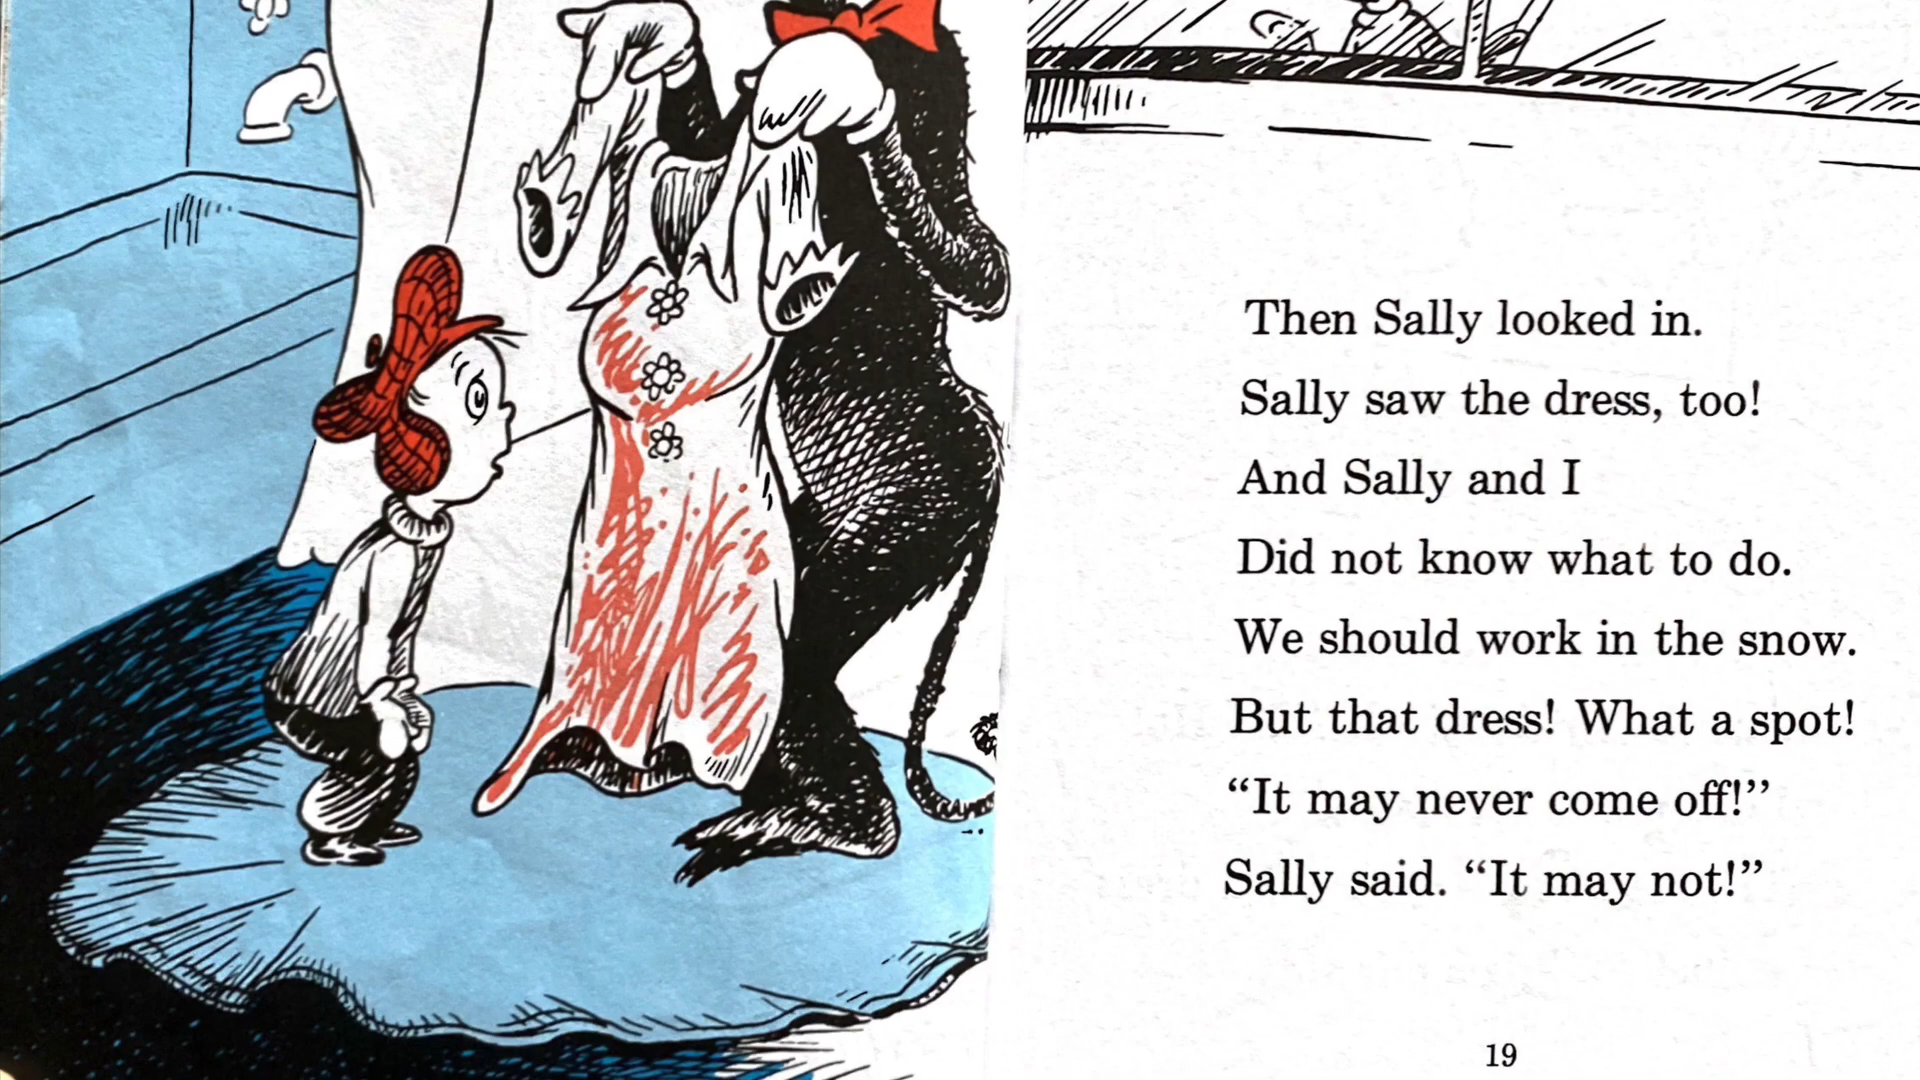 Then Sally looked in.
Sally saw the dress, too!
And Sally and I
Did not know what to do.
We should work in the snow.
But that dress! What a spot!
“It may never come off!”
Sally said. “It may not!”
19